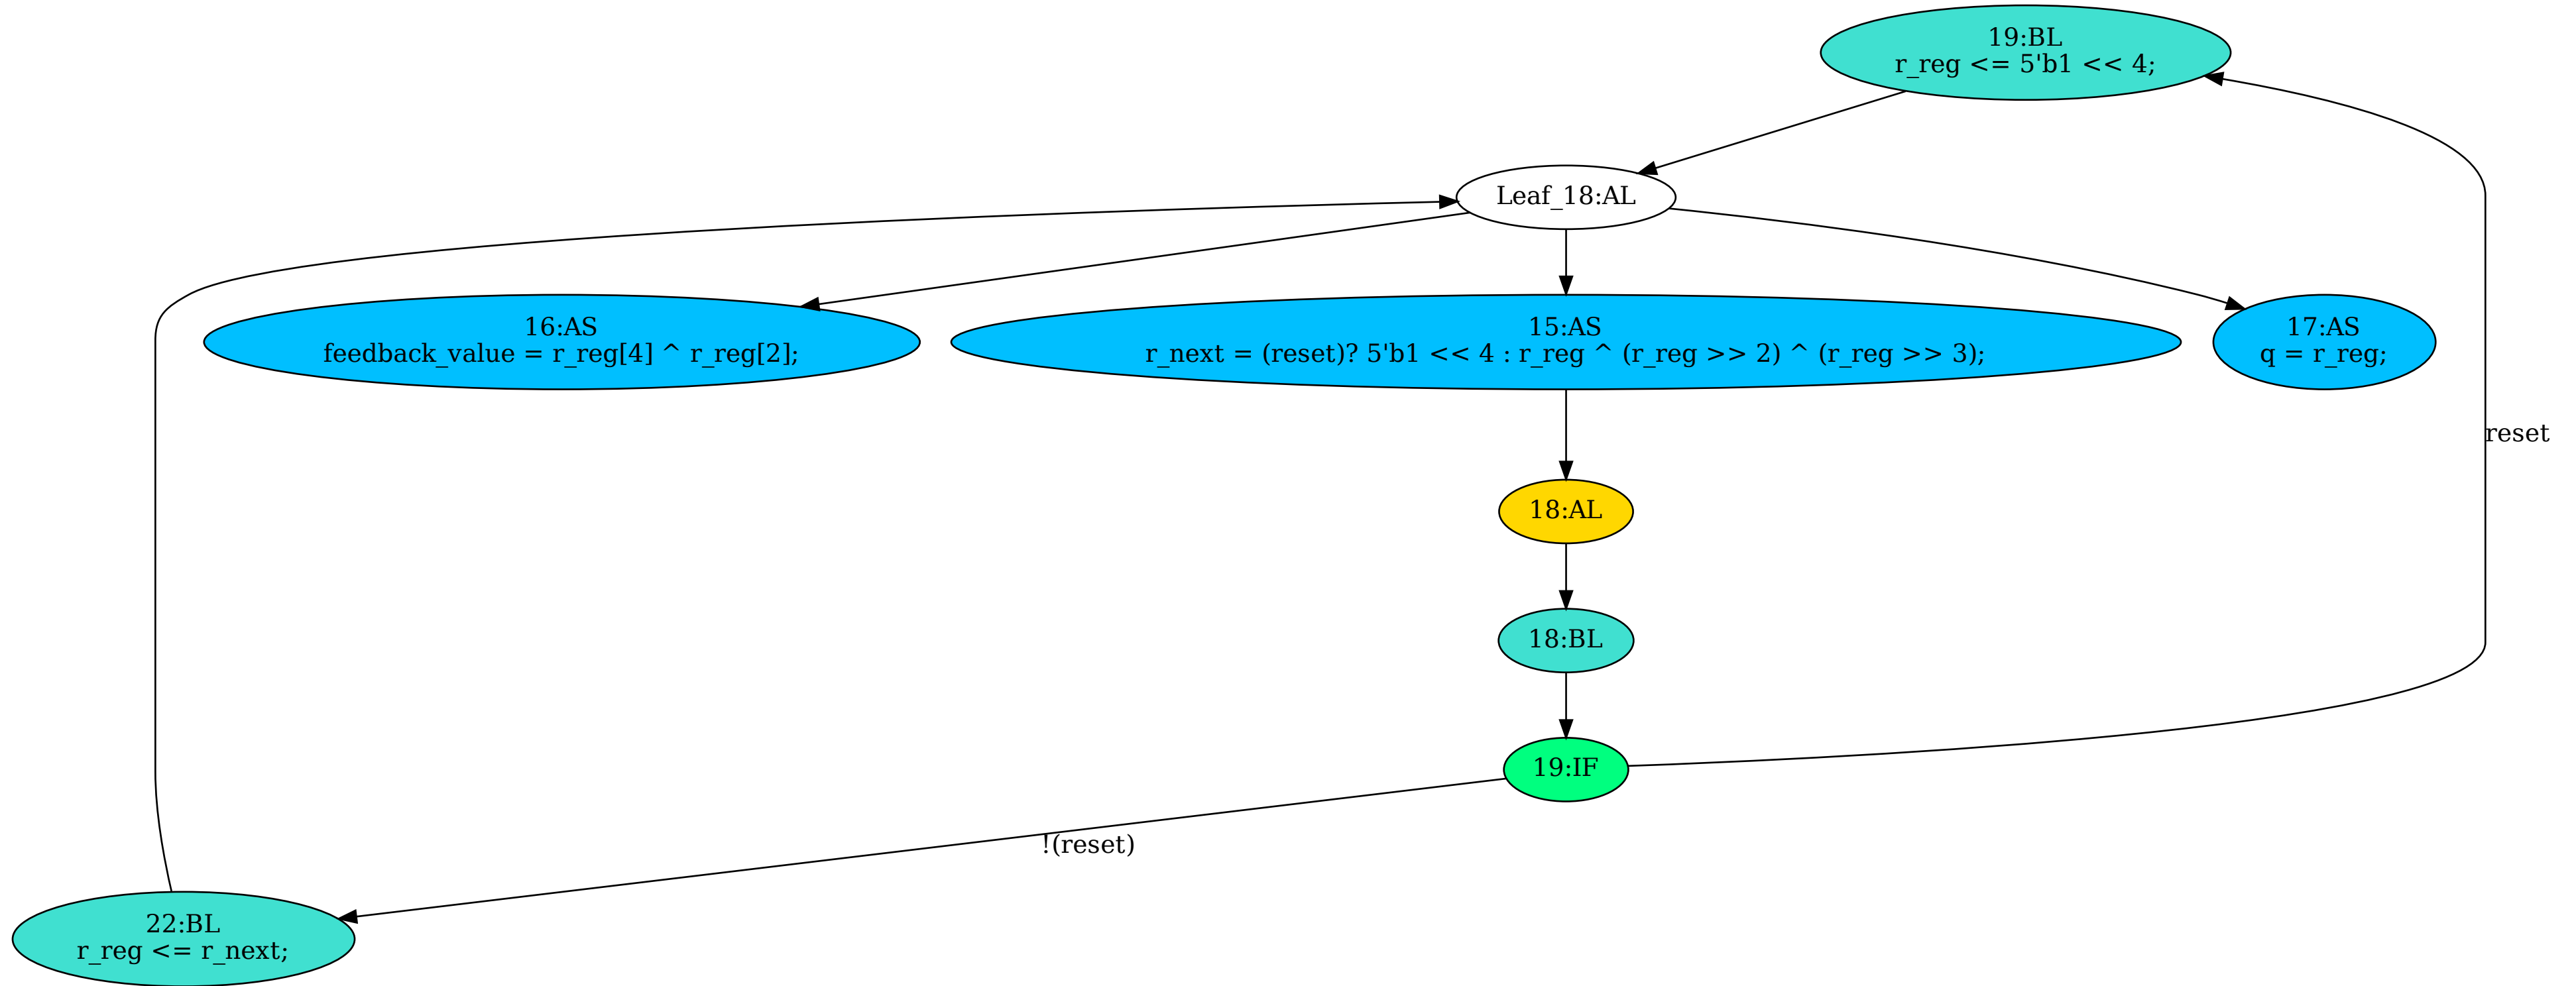 19:BL
r_reg <= 5'b1 << 4;
Leaf_18:AL
16:AS
feedback_value = r_reg[4] ^ r_reg[2];
15:AS
r_next = (reset)? 5'b1 << 4 : r_reg ^ (r_reg >> 2) ^ (r_reg >> 3);
17:AS
q = r_reg;
reset
18:AL
18:BL
19:IF
!(reset)
22:BL
r_reg <= r_next;